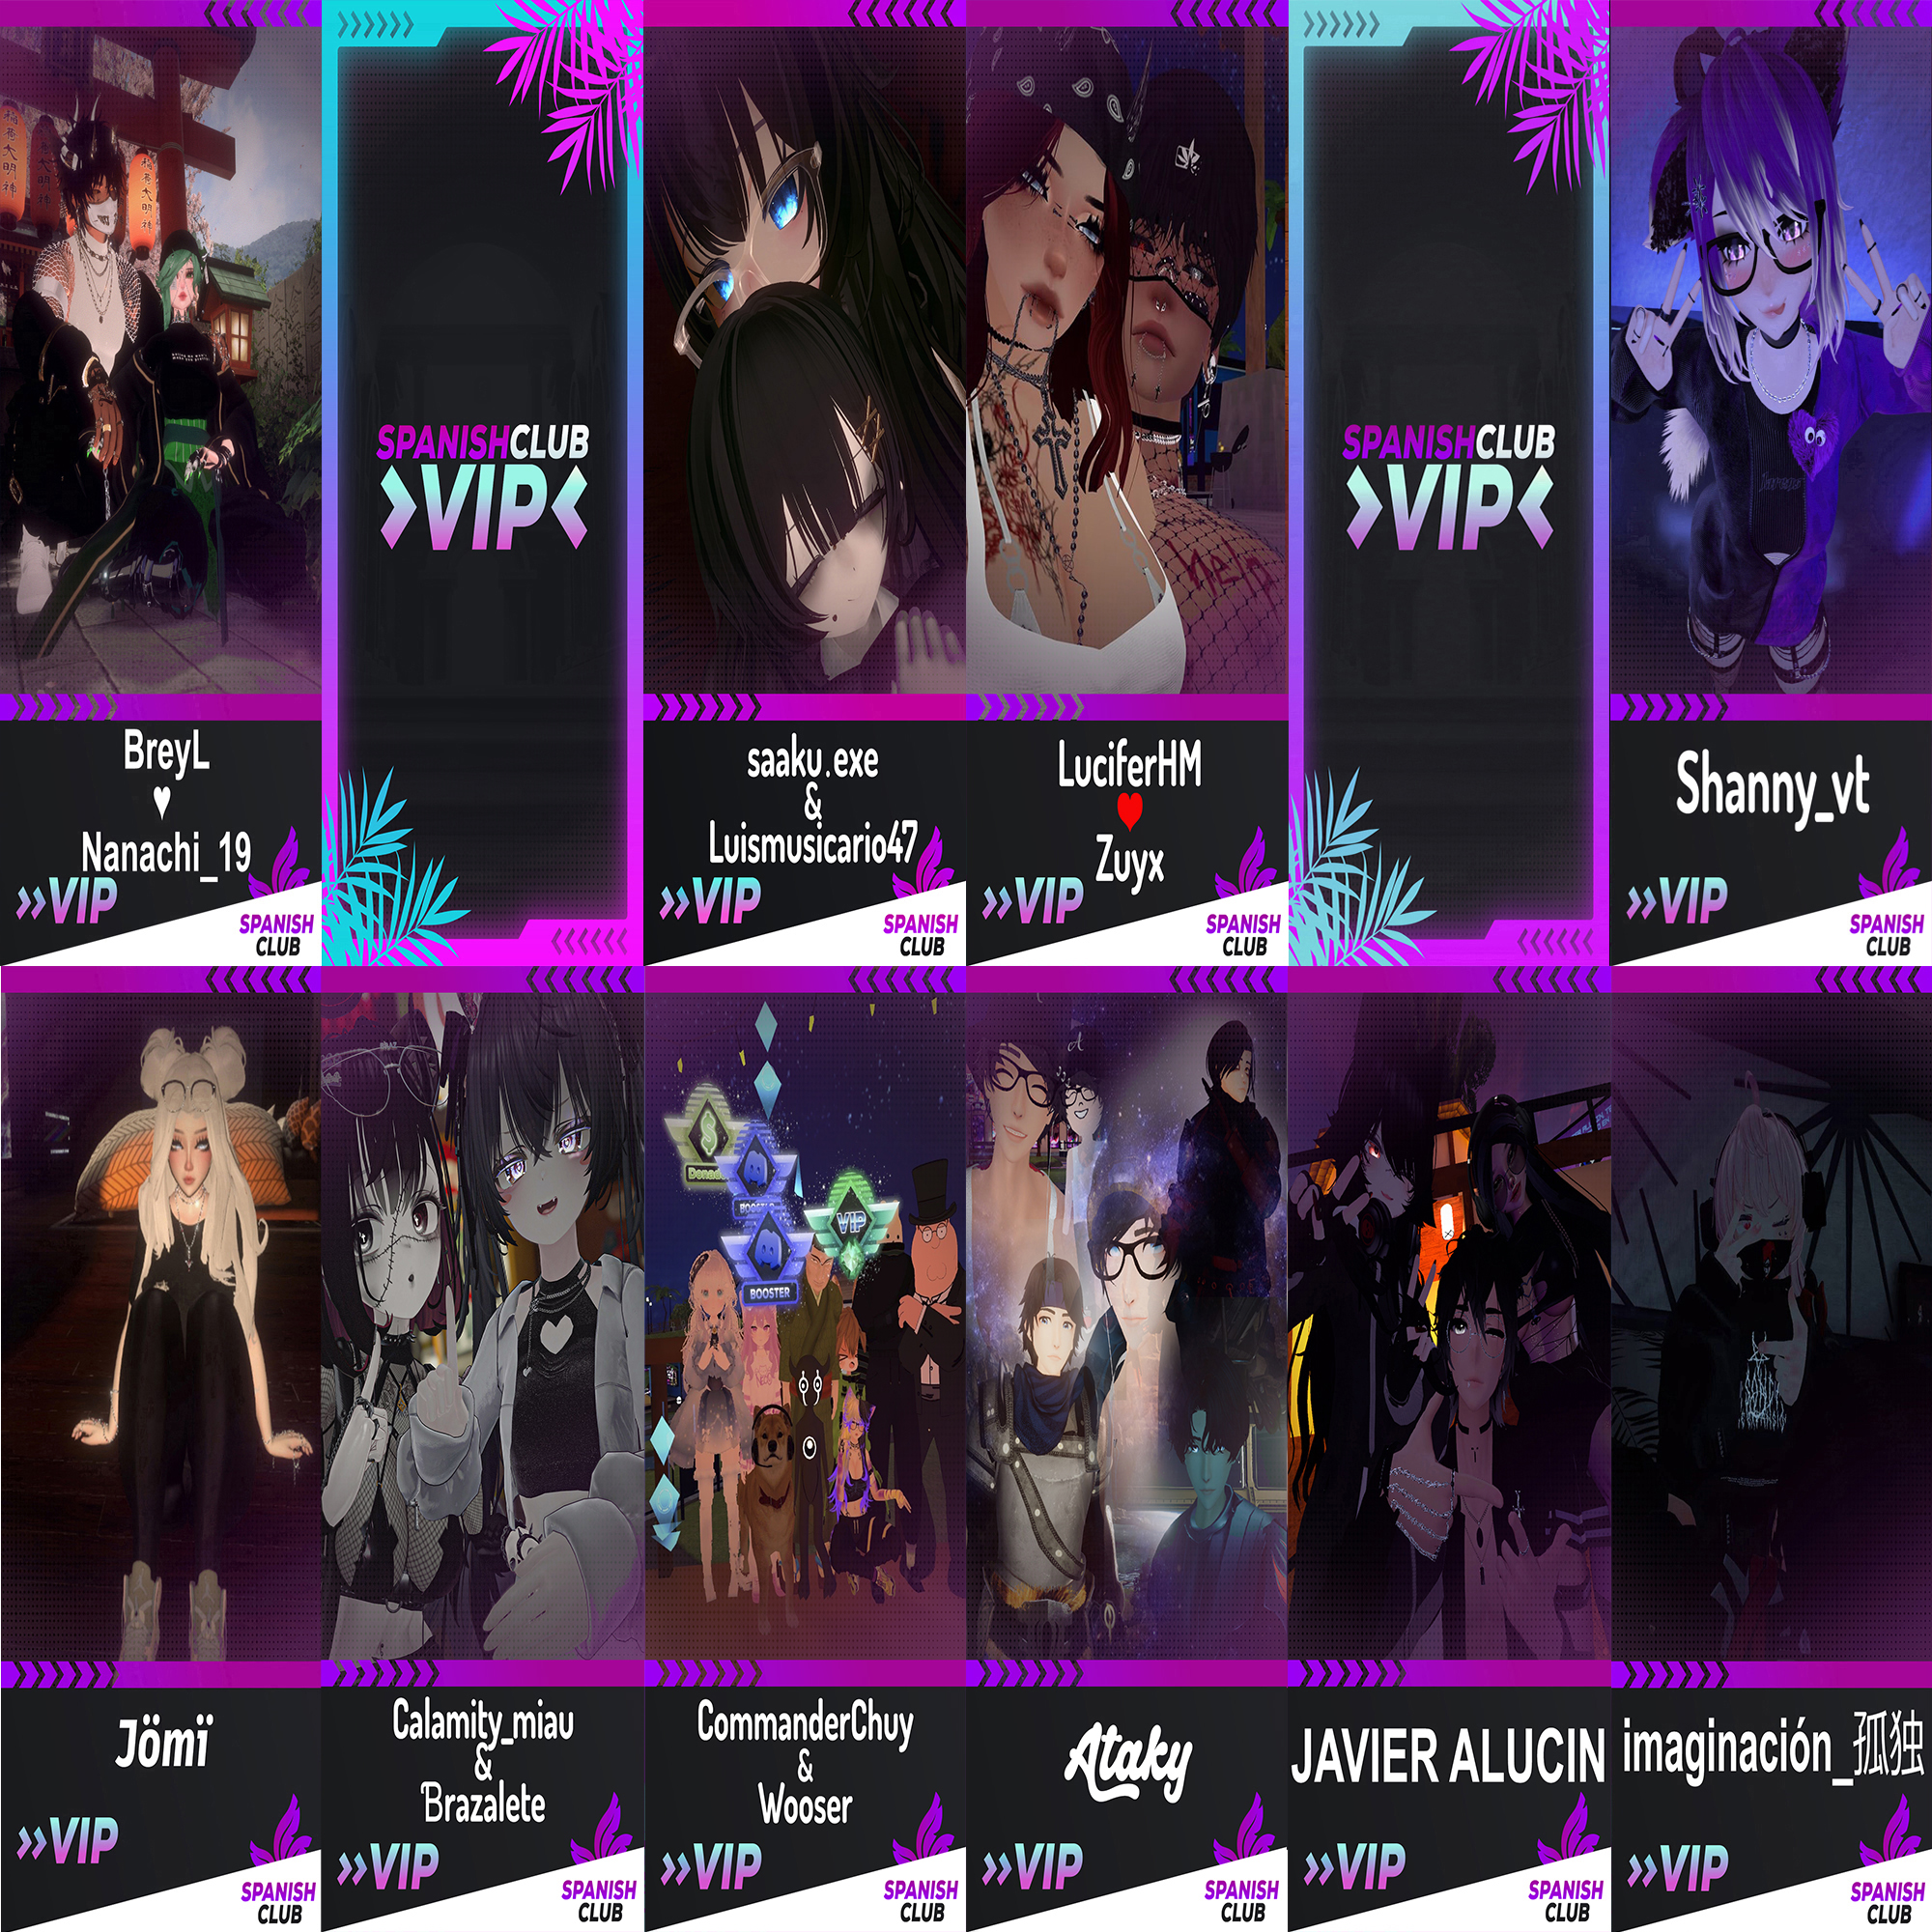 SPANISHCLUB
VIP
SPANISHCLUB
VIP
BreyL
♥
Nanachi_19
VIP
SPANISH
CLUB
saaku.exe
&
Luismusicario47
VIP
SPANISH
CLUB
LuciferHM
♥
Zuyx
VIP
SPANISH
CLUB
Shanny_vt
VIP
SPANISH
CLUB
Jömï
VIP
SPANISH
CLUB
Calamity_miau
&
Brazalete
VIP
SPANISH
CLUB
VIP
BOOSTER
CommanderChuy
&
Wooser
VIP
SPANISH
CLUB
Ataky
VIP
SPANISH
CLUB
JAVIER ALUCIN
VIP
SPANISH
CLUB
imaginación_孤独
VIP
SPANISH
CLUB